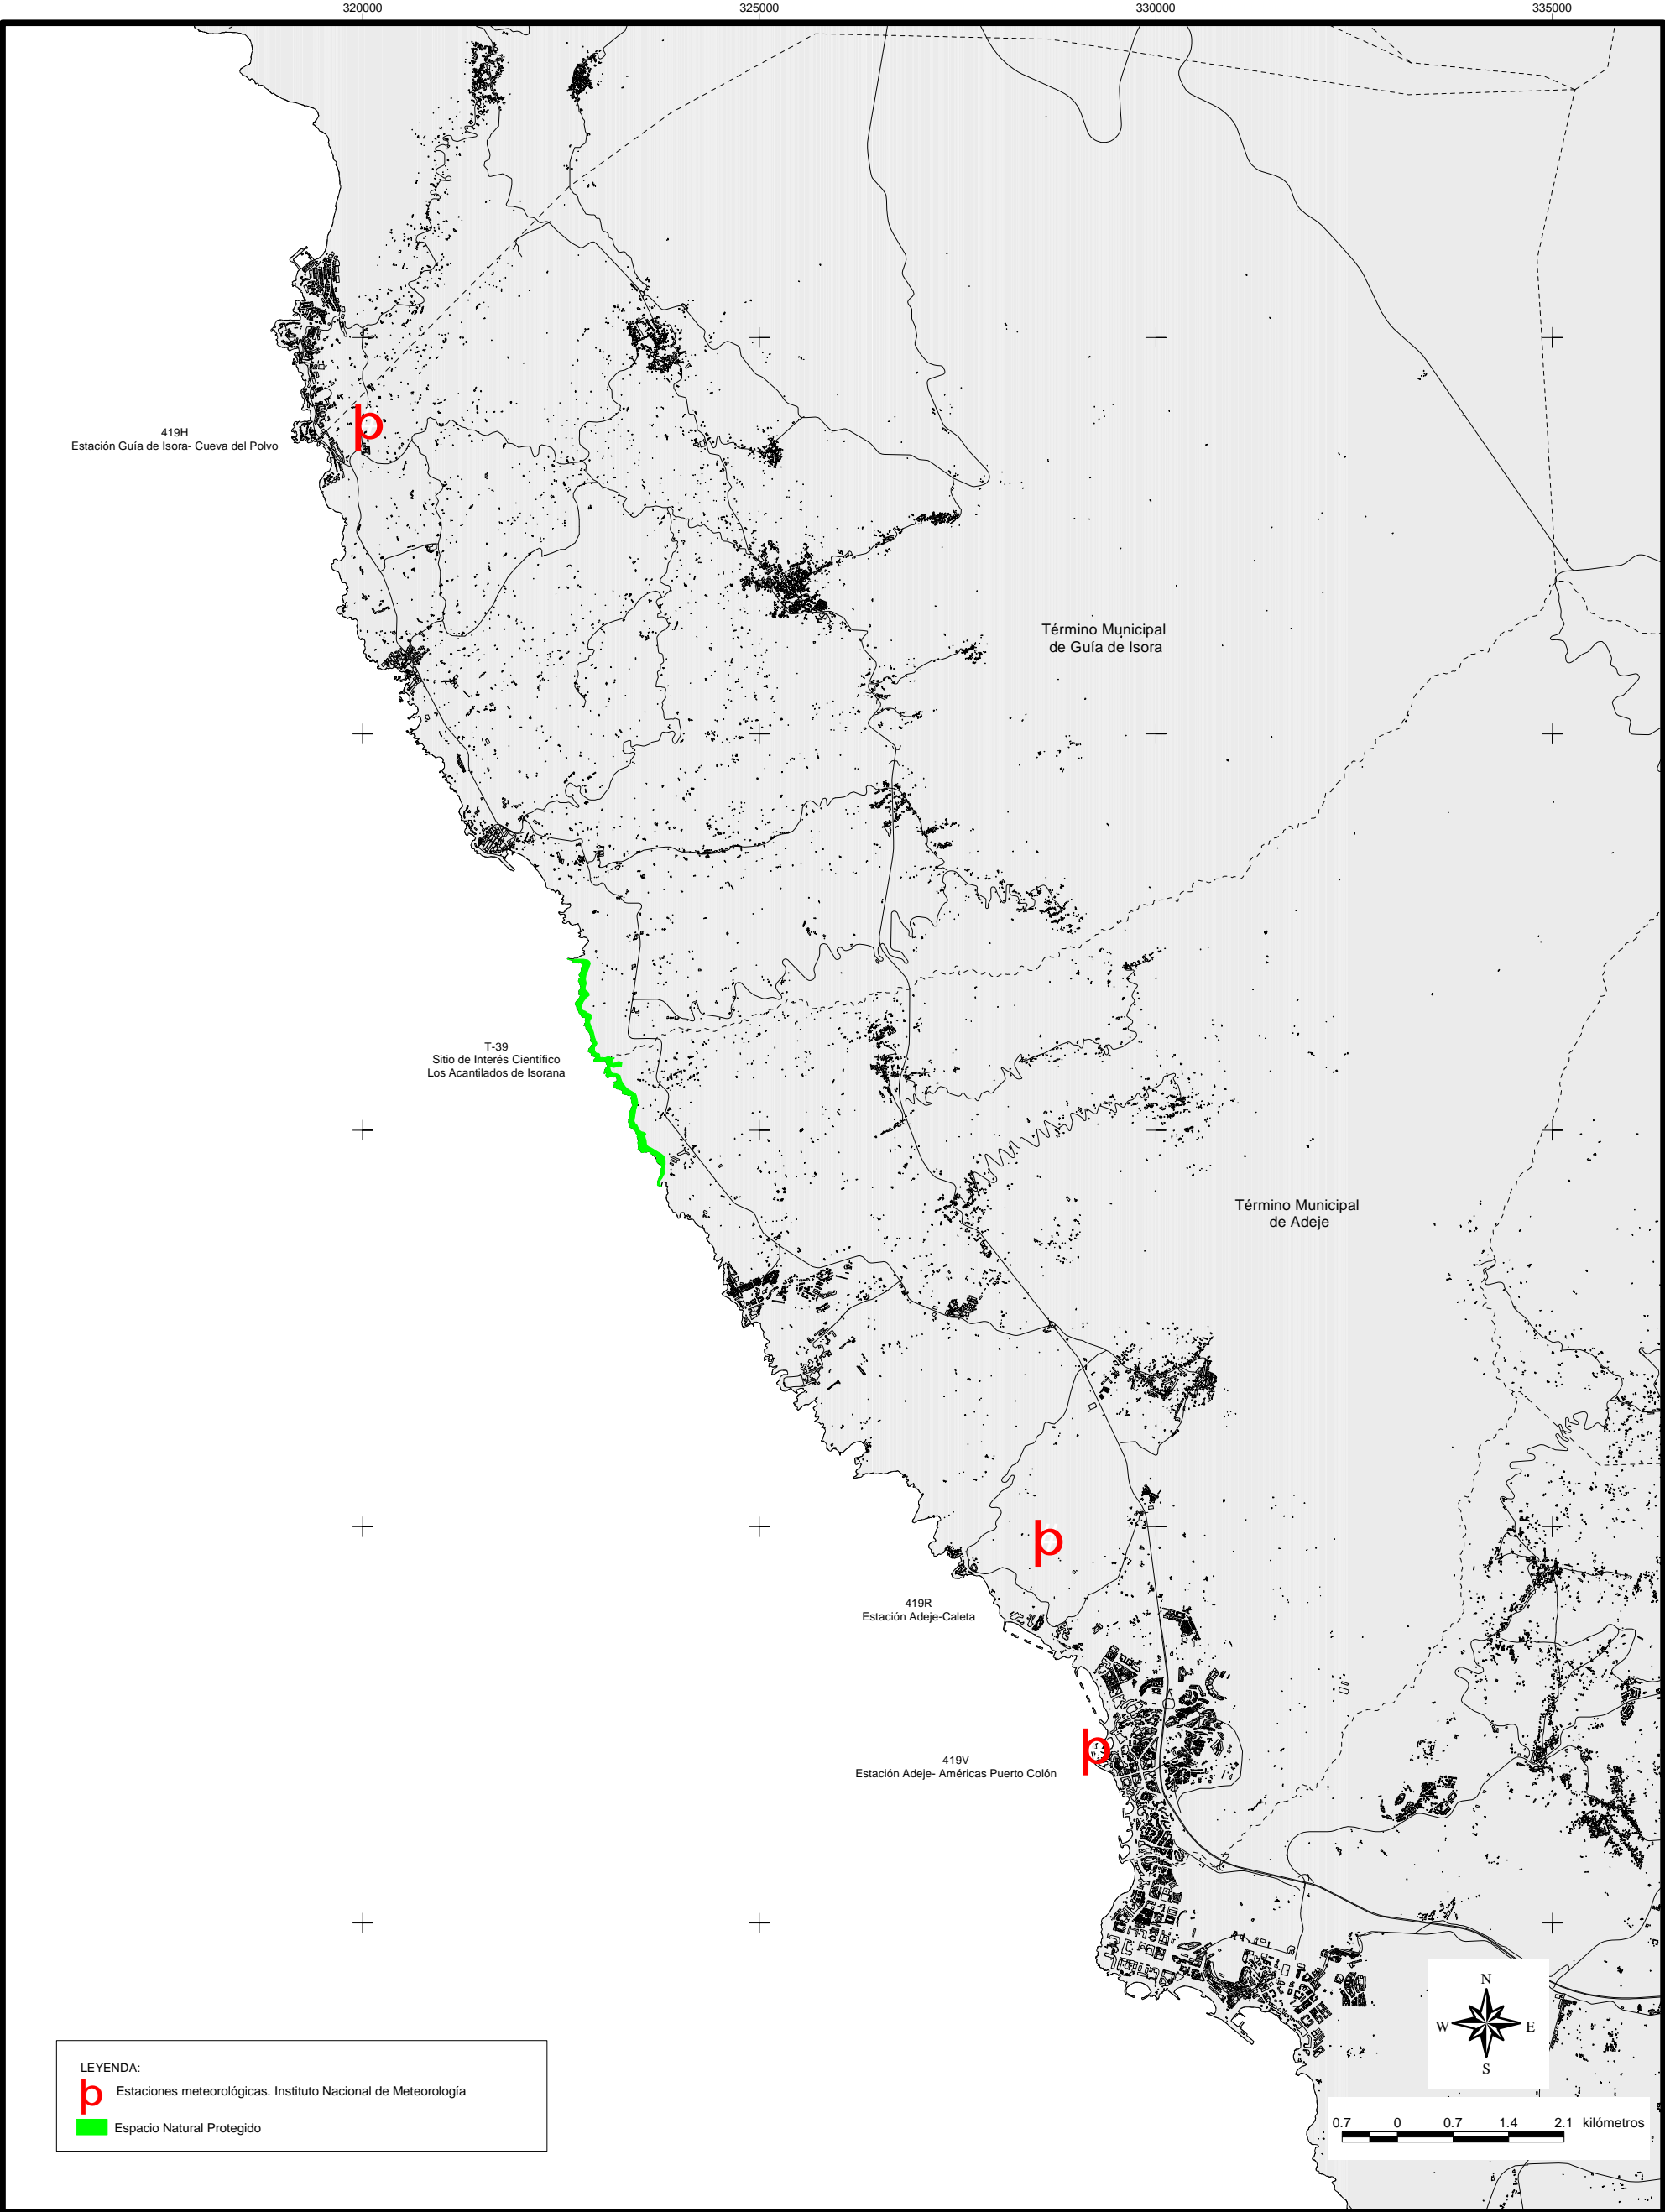 320000
325000
330000
335000
419H
Estación Guía de Isora- Cueva del Polvo
Término Municipal
de Guía de Isora
T-39
Sitio de Interés Científico
Los Acantilados de Isorana
Término Municipal
de Adeje
419R
Estación Adeje-Caleta
419V
Estación Adeje- Américas Puerto Colón
N
W
E
S
LEYENDA:
þ Estaciones meteorológicas. Instituto Nacional de Meteorología
Espacio Natural Protegido
0.7 0 0.7 1.4 2.1 kilómetros